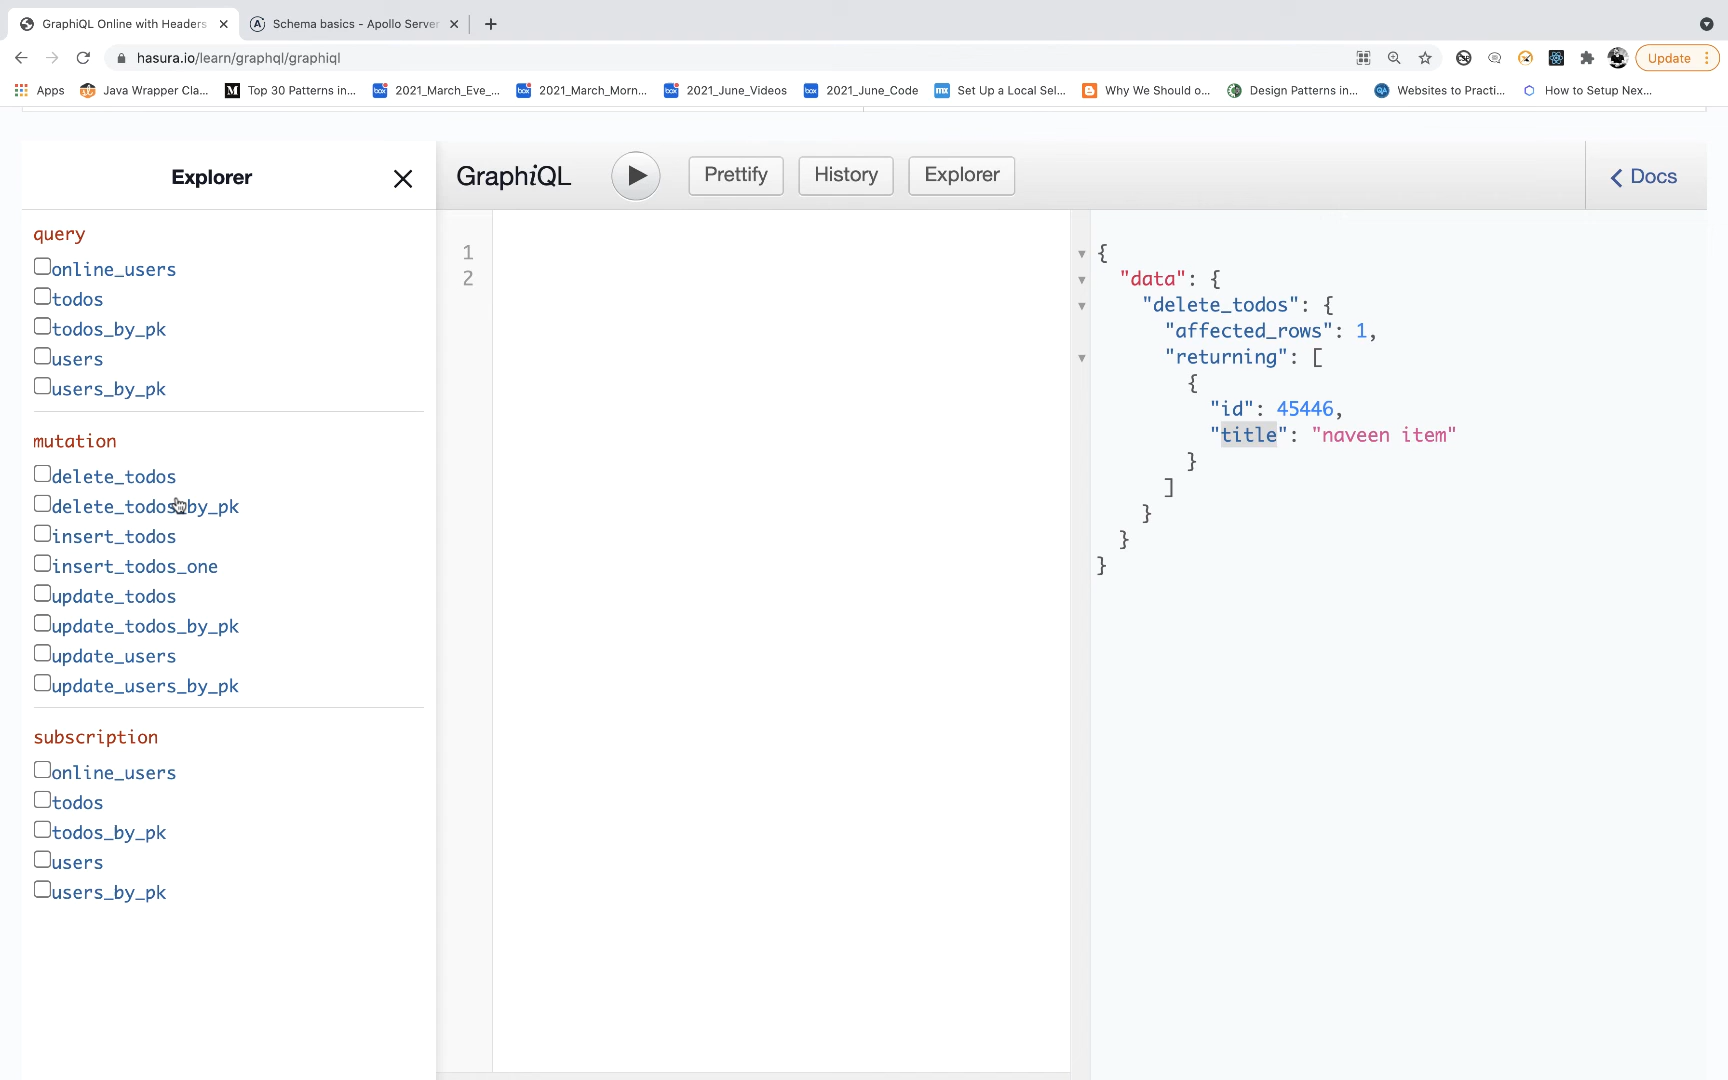 GraphiQL Online with Headers
Schema basics - Apollo Server
hasura.io/learn/graphql/graphiql
Update
Apps
Java Wrapper Cla...
Top 30 Patterns in...
2021_March_Eve_...
2021_March_Morn...
2021_June_Videos
2021_June_Code
Set Up a Local Sel...
Why We Should o...
Design Patterns in...
Websites to Practi...
How to Setup Nex...
Explorer
GraphiQL
Prettify
History
Explorer
Docs
query
online_users
todos
todos_by_pk
users
users_by_pk
mutation
delete_todos
delete_todos_by_pk
insert_todos
insert_todos_one
update_todos
update_todos_by_pk
update_users
update_users_by_pk
subscription
online_users
todos
todos_by_pk
users
users_by_pk
1
2
{
"data": {
"delete_todos": {
"affected_rows": 1,
"returning": [
{
"id": 45446,
"title": "naveen item"
}
]
}
}
}